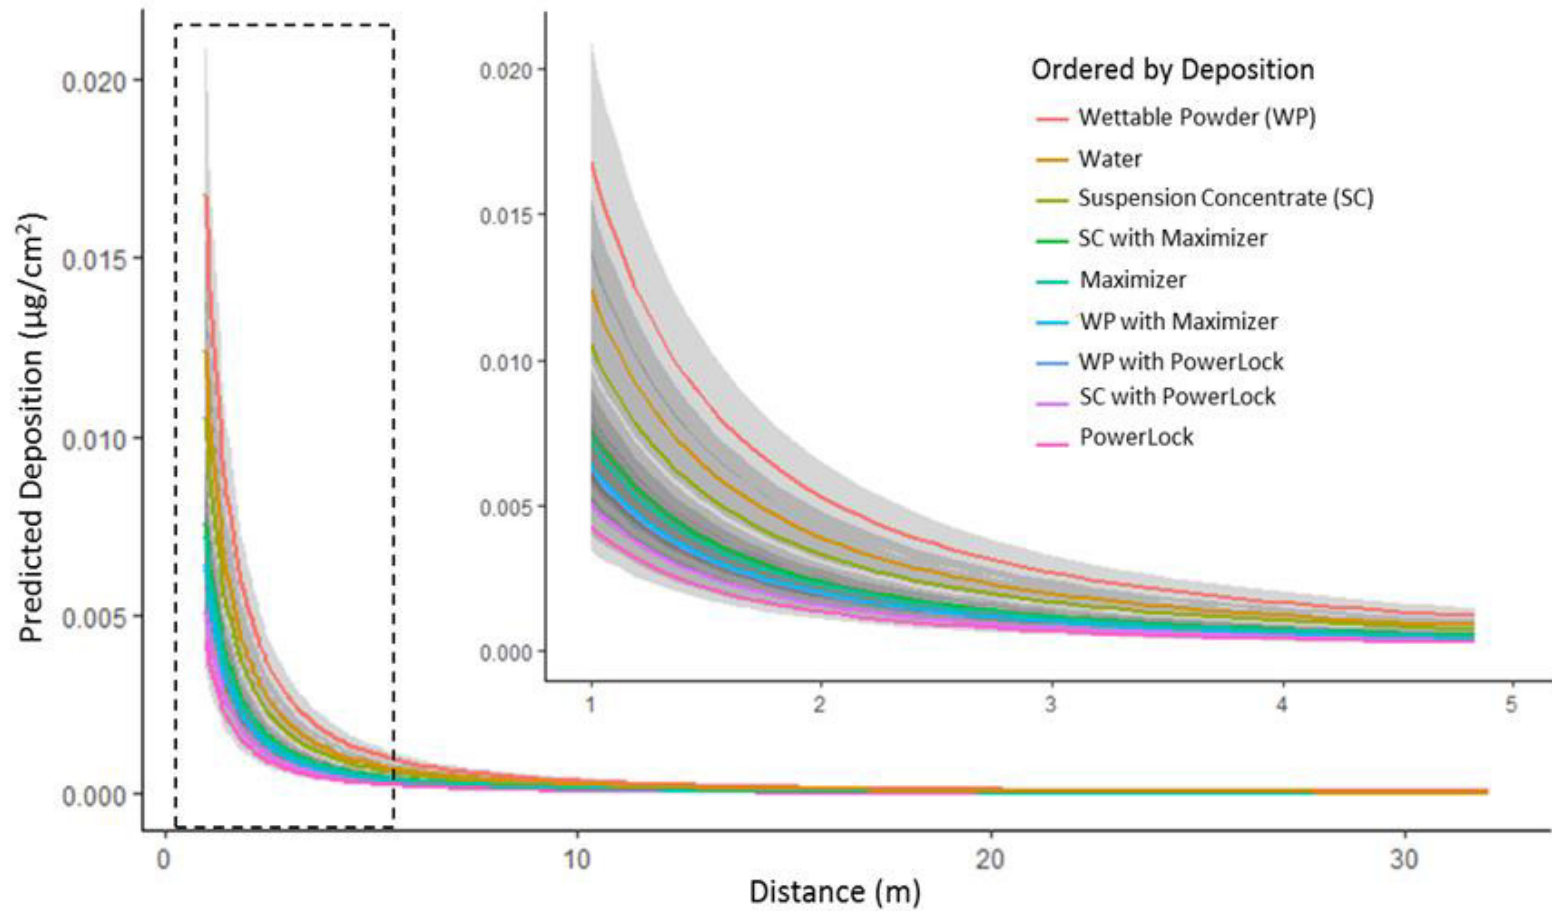 Predicted Deposition (µg/cm²)
0.020
0.015
0.010
0.005
0.000
0
10
20
30
Distance (m)
0.020
0.015
0.010
0.005
0.000
1
2
3
4
5
Ordered by Deposition
Wettable Powder (WP)
Water
Suspension Concentrate (SC)
SC with Maximizer
Maximizer
WP with Maximizer
WP with PowerLock
SC with PowerLock
PowerLock